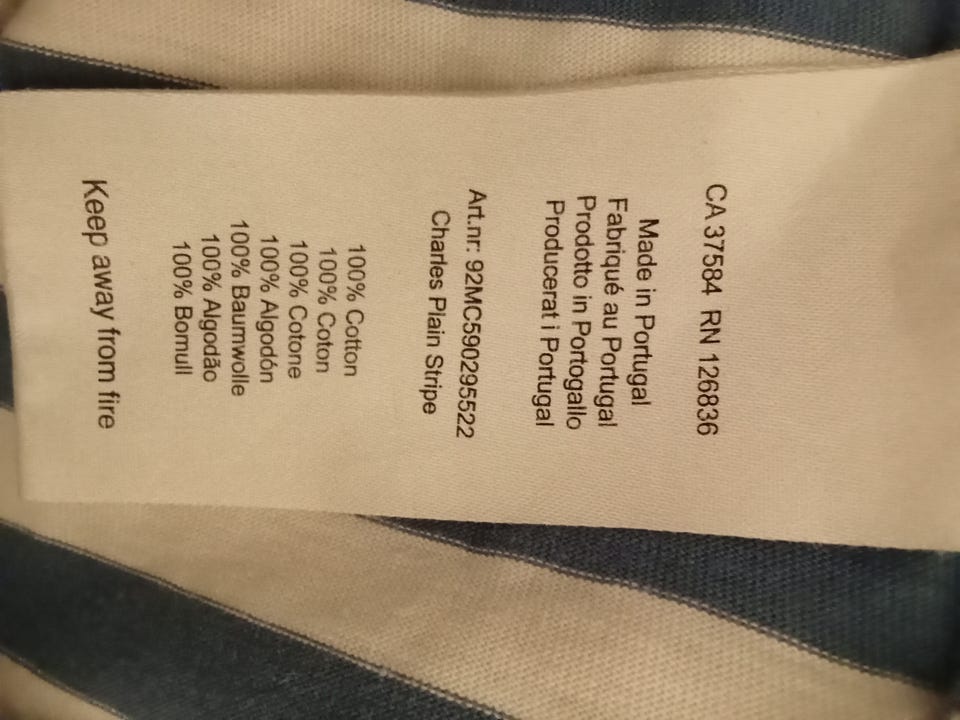 CA 37584 RN 126836
Made in Portugal
Fabriqué au Portugal
Prodotto in Portogallo
Producerat i Portugal
Art.nr: 92MC590295522
Charles Plain Stripe
100% Cotton
100% Coton
100% Cotone
100% Algodón
100% Baumwolle
100% Algodão
100% Bomull
Keep away from fire